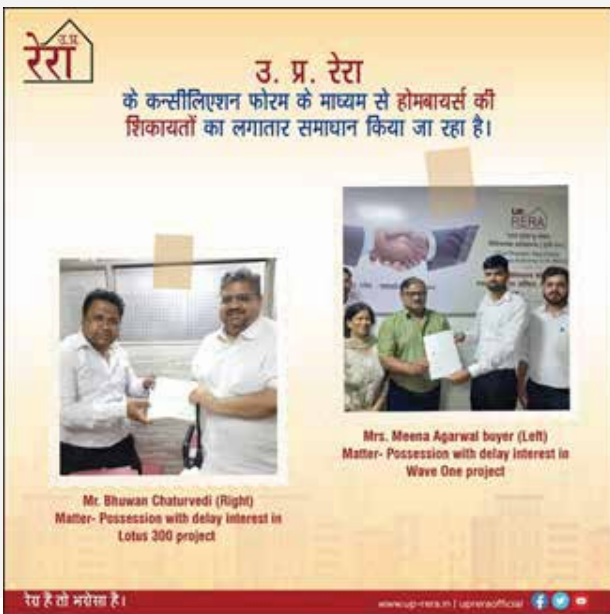 उ.प्र.
रेरा
उ. प्र. रेरा
के कन्सीलिएशन फोरम के माध्यम से होमबायर्स की
शिकायतों का लगातार समाधान किया जा रहा है।
UP
RERA
Mrs. Meena Agarwal buyer (Left)
Matter- Possession with delay interest in
Wave One project
Mr. Bhuwan Chaturvedi (Right)
Matter- Possession with delay interest in
Lotus 300 project
रेरा है तो भरोसा है।
www.up-rera.in | upreraofficial